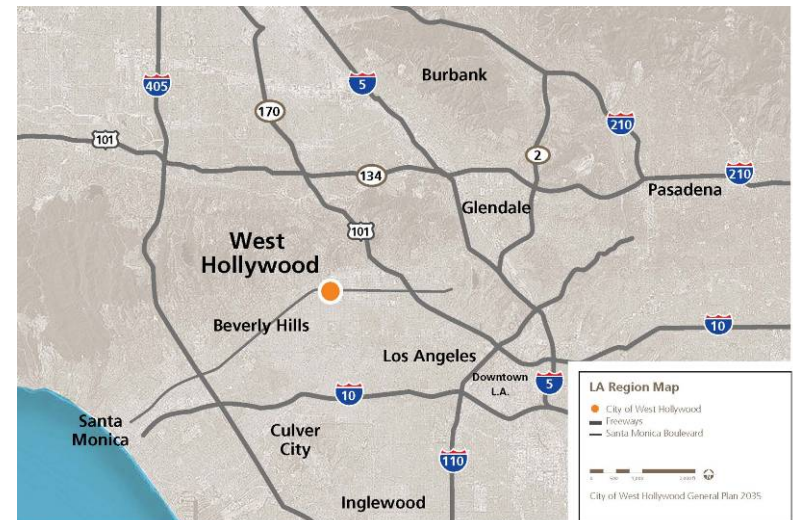 Burbank
405
5
170
210
101
2
134
210
Pasadena
Glendale
101
West
Hollywood
Beverly Hills
10
Los Angeles
Downtown
L.A.
5
10
Santa
Monica
Culver
City
110
Inglewood
LA Region Map
City of West Hollywood
Freeways
Santa Monica Boulevard
City of West Hollywood General Plan 2035